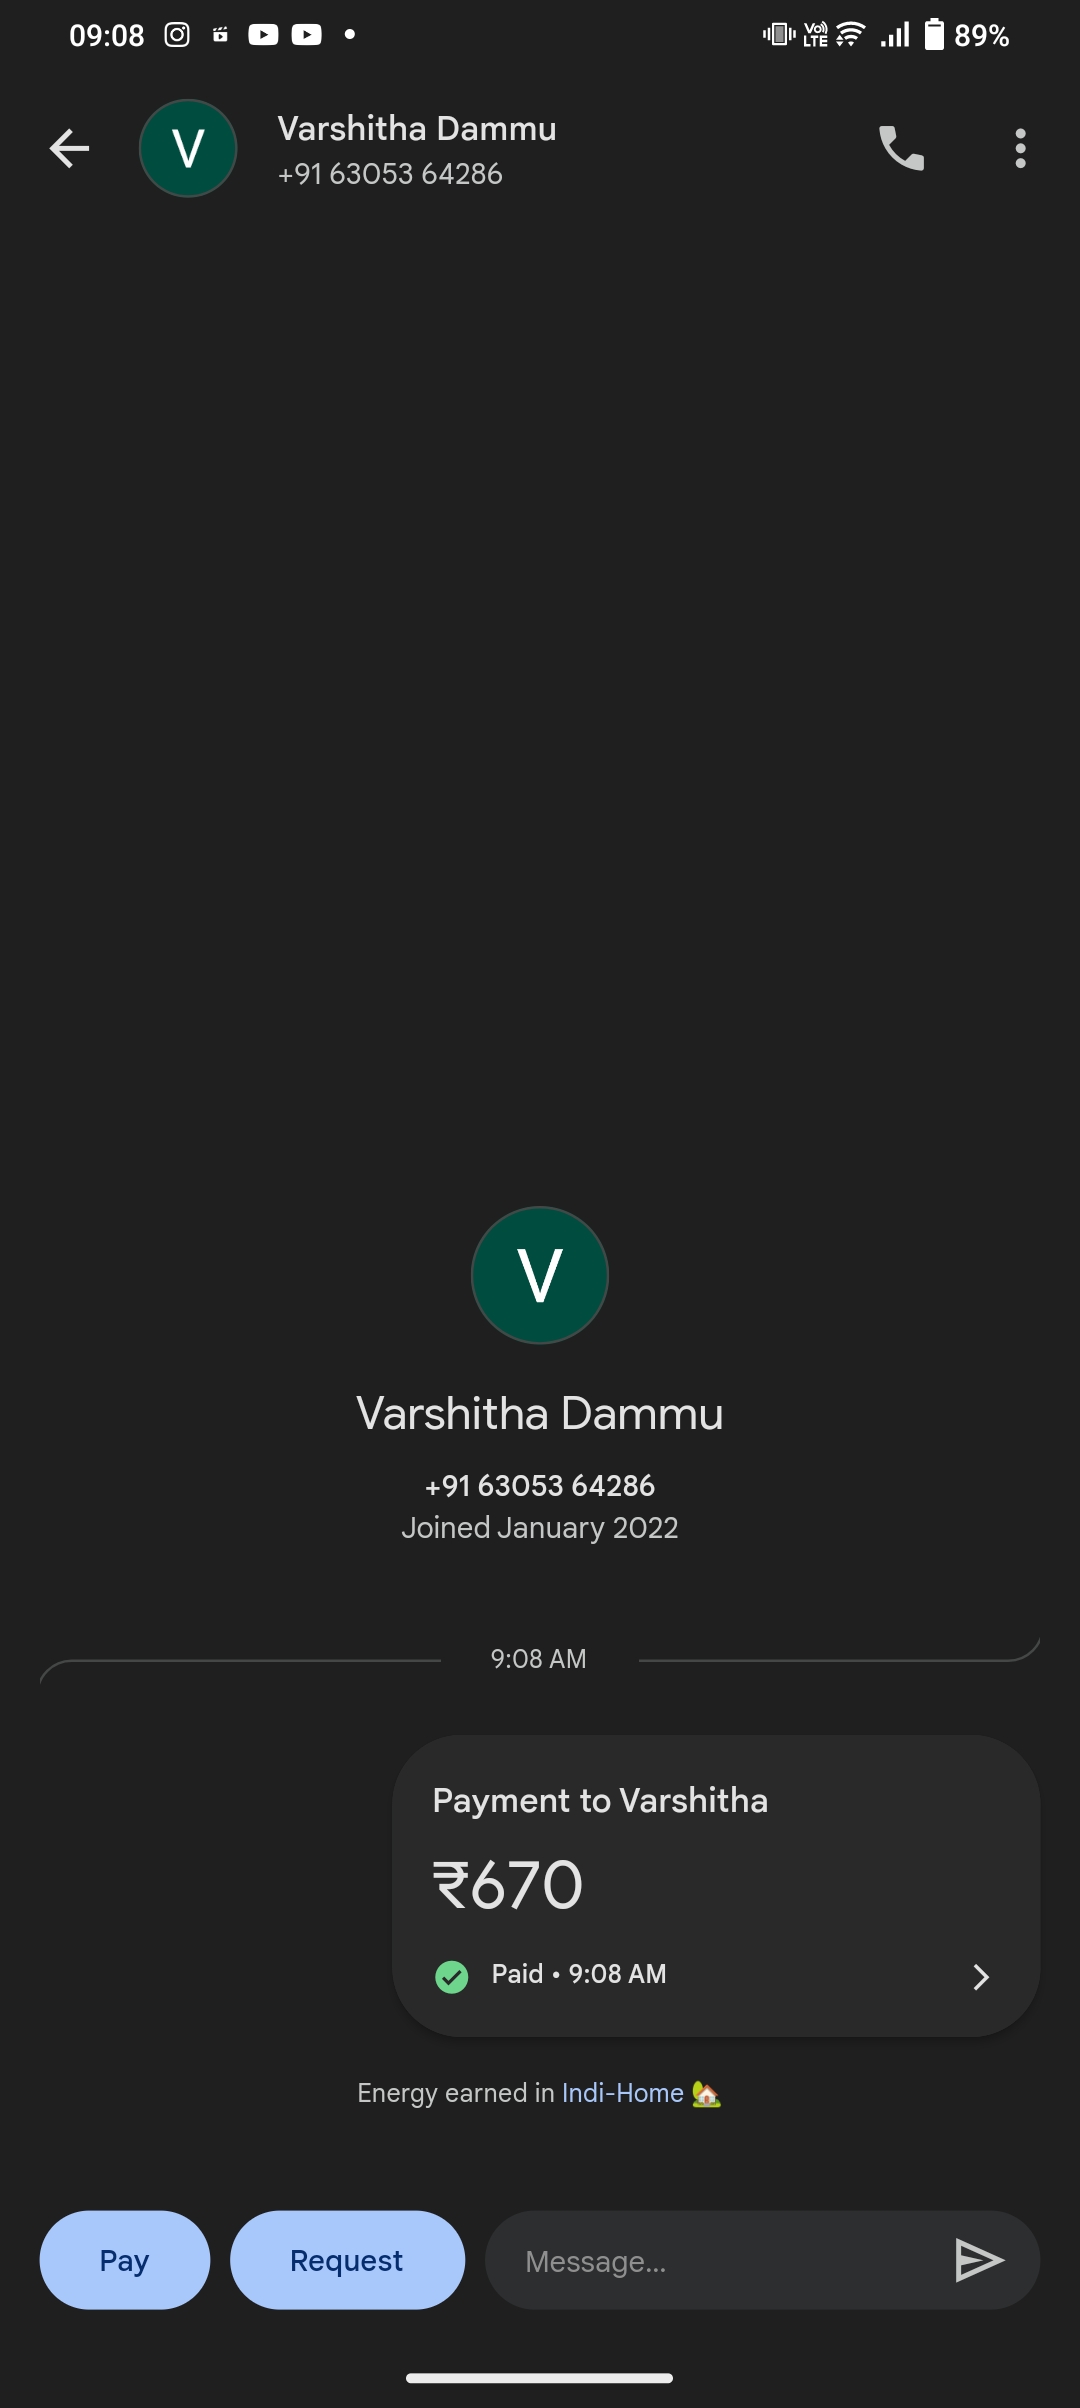 09:08
VoLTE
89%
V
Varshitha Dammu
+91 63053 64286
V
Varshitha Dammu
+91 63053 64286
Joined January 2022
9:08 AM
Payment to Varshitha
₹670
Paid • 9:08 AM
Energy earned in Indi-Home 🏡
Pay
Request
Message...